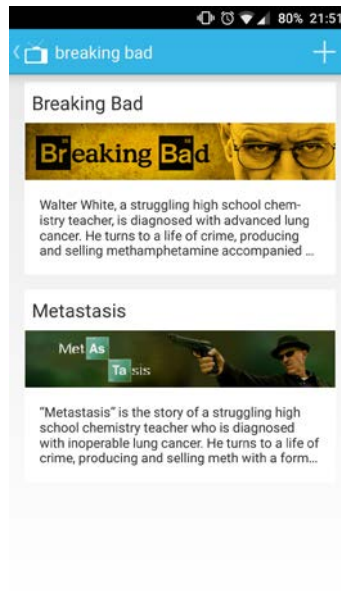 80% 21:51
breaking bad
Breaking Bad
Breaking Bad
Walter White, a struggling high school chem-
istry teacher, is diagnosed with advanced lung
cancer. He turns to a life of crime, producing
and selling methamphetamine accompanied ...
Metastasis
Met As
Ta sis
"Metastasis" is the story of a struggling high
school chemistry teacher who is diagnosed
with inoperable lung cancer. He turns to a life of
crime, producing and selling meth with a form...